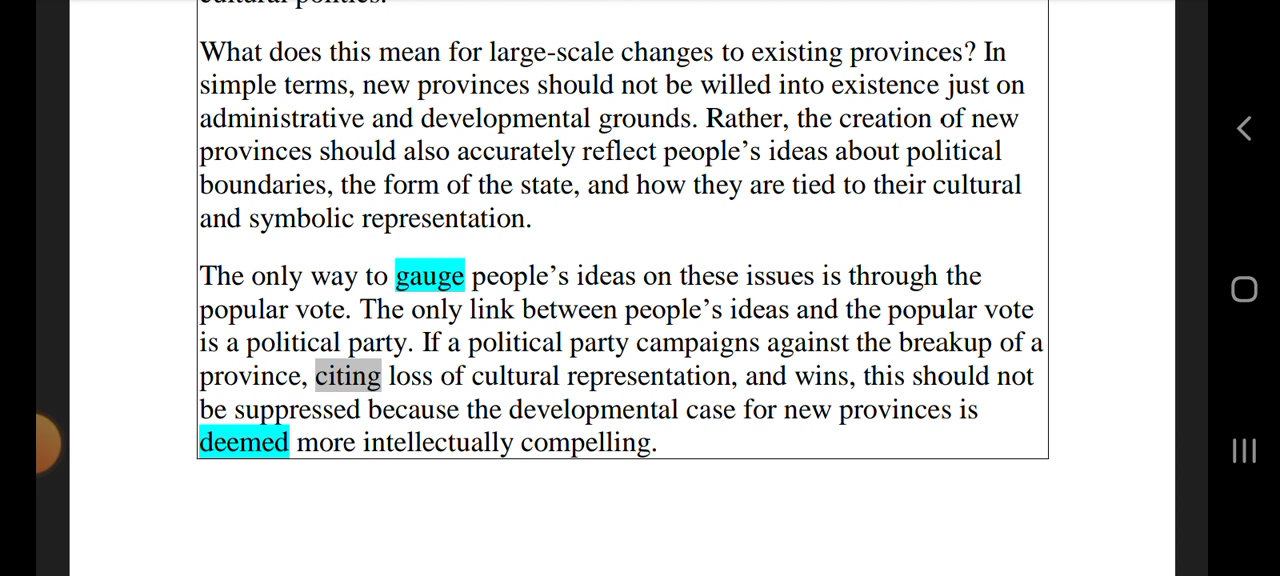 cultural politics.
What does this mean for large-scale changes to existing provinces? In
simple terms, new provinces should not be willed into existence just on
administrative and developmental grounds. Rather, the creation of new
provinces should also accurately reflect people’s ideas about political
boundaries, the form of the state, and how they are tied to their cultural
and symbolic representation.
The only way to gauge people’s ideas on these issues is through the
popular vote. The only link between people’s ideas and the popular vote
is a political party. If a political party campaigns against the breakup of a
province, citing loss of cultural representation, and wins, this should not
be suppressed because the developmental case for new provinces is
deemed more intellectually compelling.